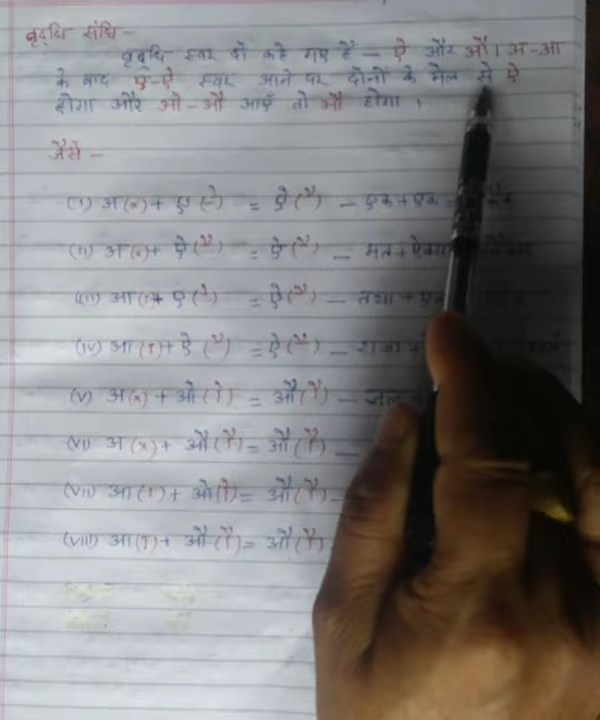 वृद्धि संधि -
वृद्धि स्वर दो कहे गए हैं - ऐ और औ। अ-आ
के बाद ए-ऐ स्वर आने पर दोनों के मेल से ऐ
होगा और ओ-औ आएँ तो औ होगा ।
जैसे -
(i) अ(×) + ए(े) = ऐ(ै) - एक + एक
(ii) अ(×) + ऐ(ै) = ऐ(ै) - मत + ऐक्य
(iii) आ(ा) + ए(े) = ऐ(ै) - तथा +
(iv) आ(ा) + ऐ(ै) = ऐ(ै) - राजा +
(v) अ(×) + ओ(ो) = औ(ौ) - जल
(vi) अ(×) + औ(ौ) = औ(ौ) -
(vii) आ(ा) + ओ(ो) = औ(ौ) -
(viii) आ(ा) + औ(ौ) = औ(ौ)